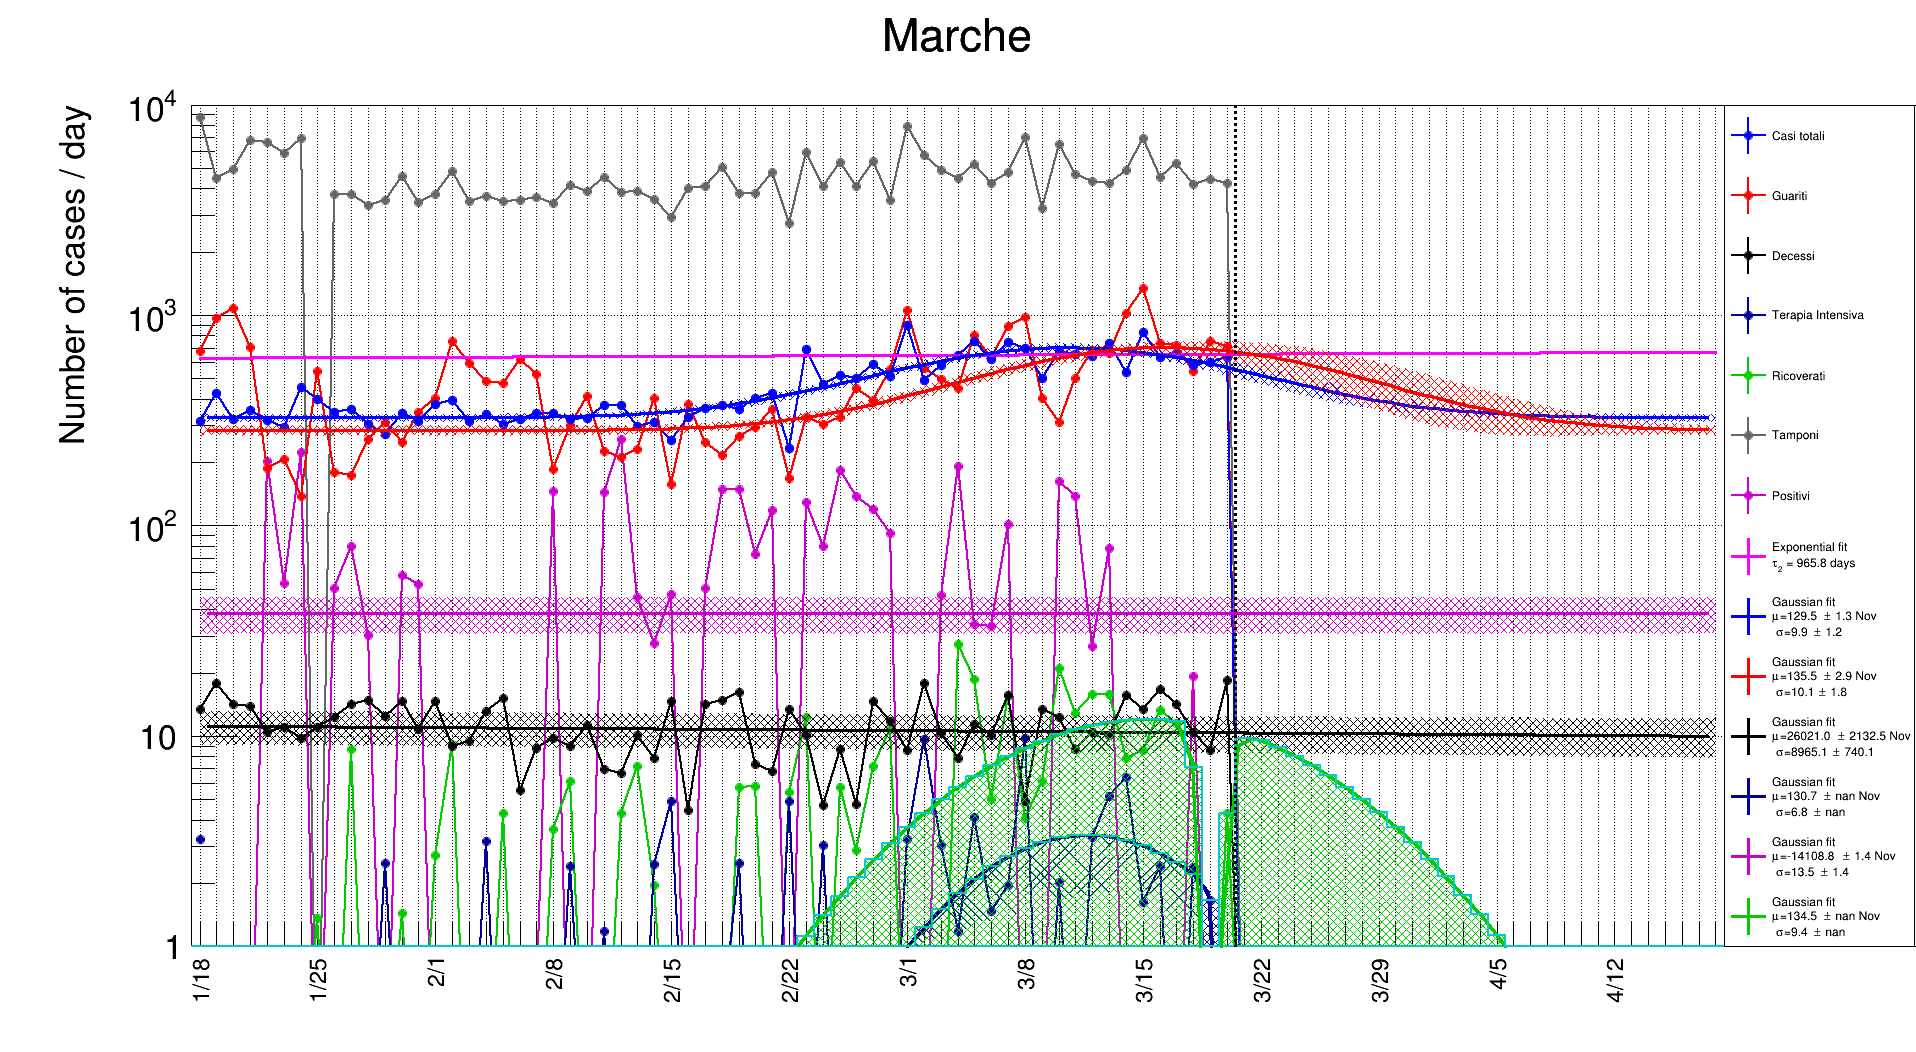 Marche
Number of cases / day
10^4
10^3
10^2
10
1
1/18
1/25
2/1
2/8
2/15
2/22
3/1
3/8
3/15
3/22
3/29
4/5
4/12
Casi totali
Guariti
Decessi
Terapia Intensiva
Ricoverati
Tamponi
Positivi
Exponential fit
τ_2 = 965.8 days
Gaussian fit
μ=129.5 ± 1.3 Nov
σ=9.9 ± 1.2
Gaussian fit
μ=135.5 ± 2.9 Nov
σ=10.1 ± 1.8
Gaussian fit
μ=26021.0 ± 2132.5 Nov
σ=8965.1 ± 740.1
Gaussian fit
μ=130.7 ± nan Nov
σ=6.8 ± nan
Gaussian fit
μ=-14108.8 ± 1.4 Nov
σ=13.5 ± 1.4
Gaussian fit
μ=134.5 ± nan Nov
σ=9.4 ± nan